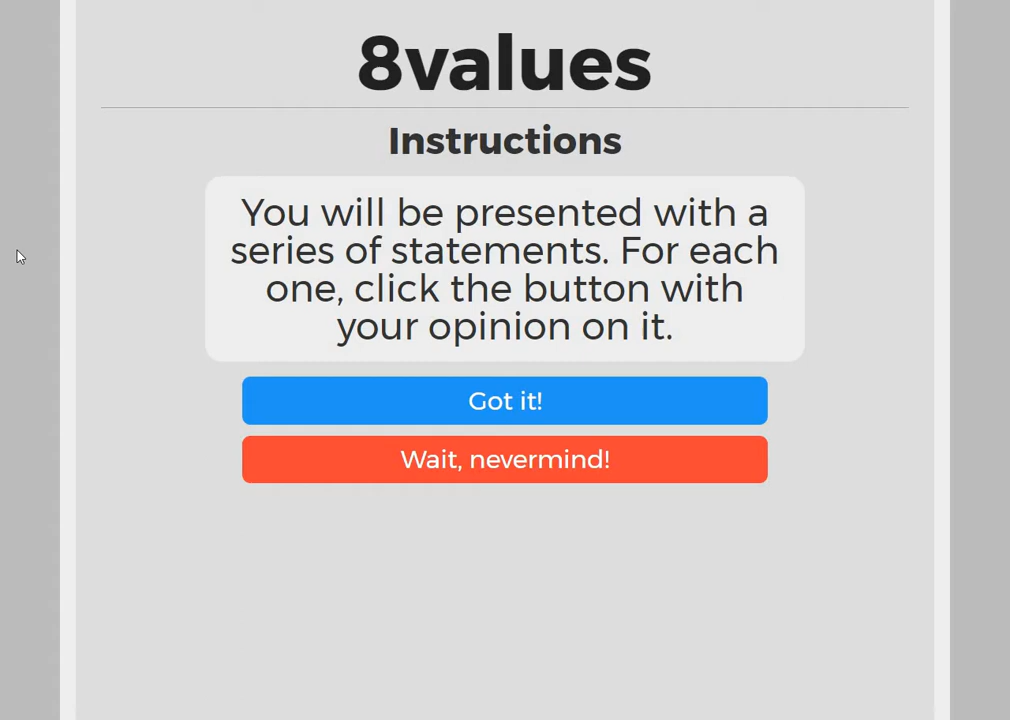 8values
Instructions
You will be presented with a
series of statements. For each
one, click the button with
your opinion on it.
Got it!
Wait, nevermind!